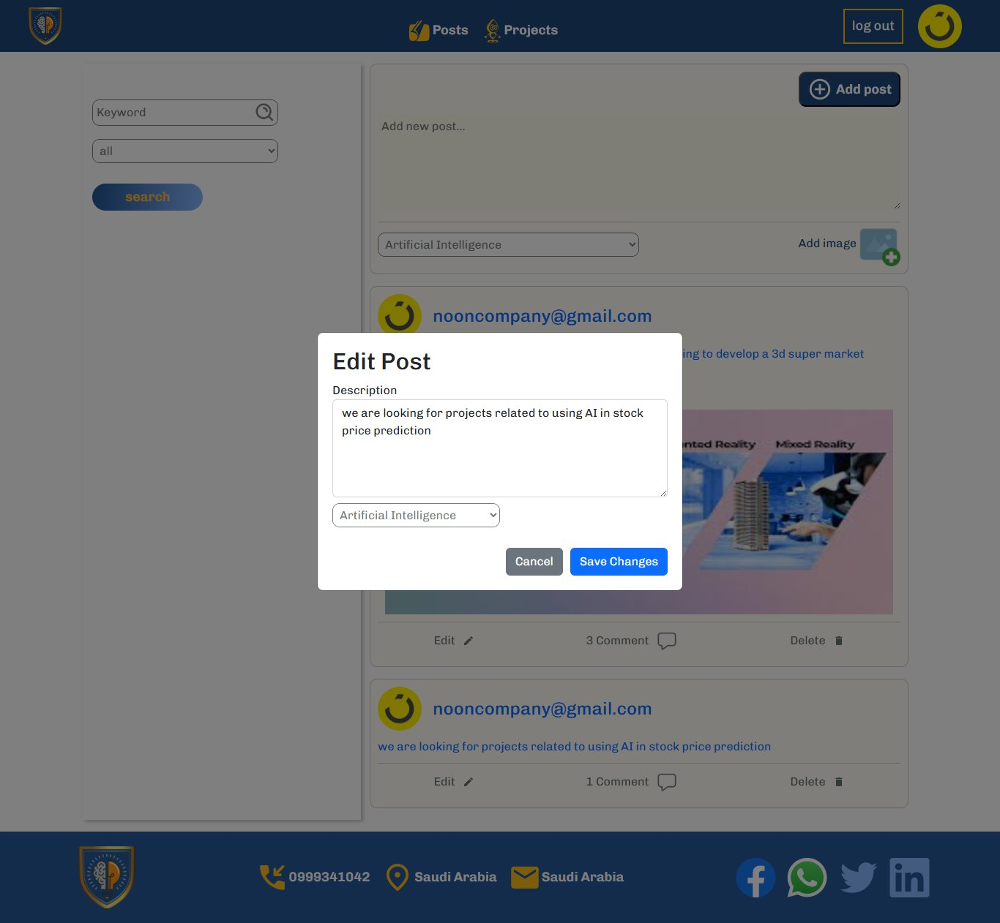 Posts
Projects
log out
Keyword
all
search
Add post
Add new post...
Artificial Intelligence
Add image
nooncompany@gmail.com
ing to develop a 3d super market
Edit Post
Description
we are looking for projects related to using AI in stock
price prediction
Artificial Intelligence
Cancel
Save Changes
nted Reality
Mixed Reality
Edit
3 Comment
Delete
nooncompany@gmail.com
we are looking for projects related to using AI in stock price prediction
Edit
1 Comment
Delete
0999341042
Saudi Arabia
Saudi Arabia